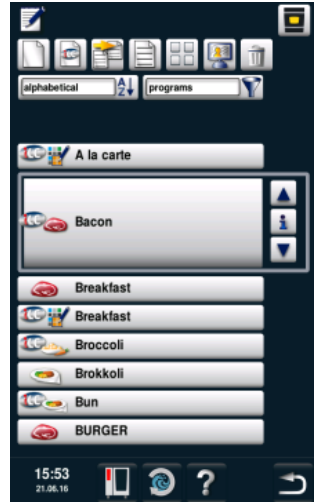 alphabetical
A
Z
programs
A la carte
Bacon
i
Breakfast
Breakfast
Broccoli
Brokkoli
Bun
BURGER
15:53
21.06.16
?